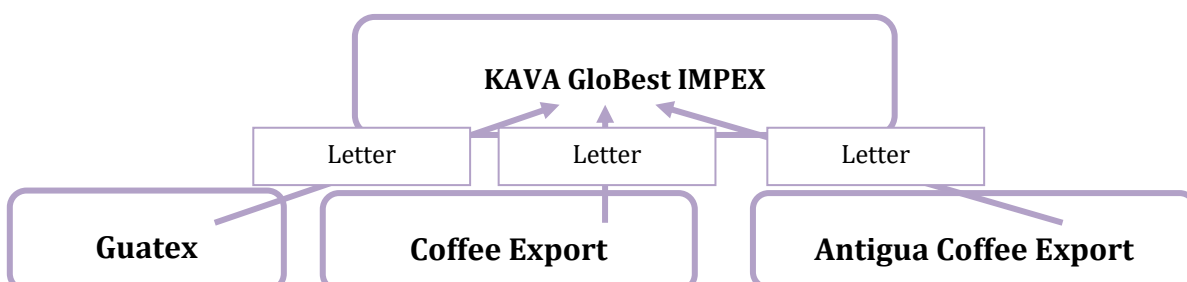 KAVA GloBest IMPEX
Letter Letter Letter
Guatex Coffee Export Antigua Coffee Export